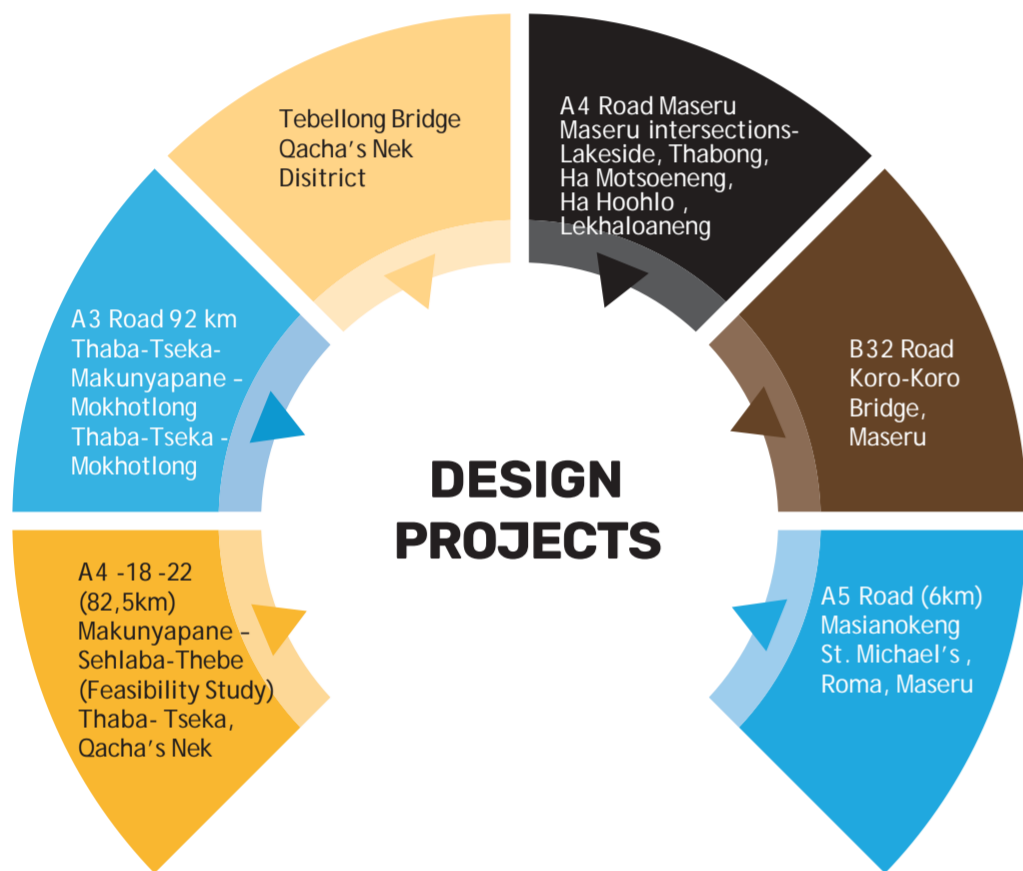 Tebellong Bridge
Qacha's Nek
Disitrict
A4 Road Maseru
Maseru intersections-
Lakeside, Thabong,
Ha Motsoeneng,
Ha Hoohlo ,
Lekhaloaneng
A3 Road 92 km
Thaba-Tseka-
Makunyapane –
Mokhotlong
Thaba-Tseka -
Mokhotlong
B32 Road
Koro-Koro
Bridge,
Maseru
DESIGN
PROJECTS
A4 -18 -22
(82,5km)
Makunyapane –
Sehlaba-Thebe
(Feasibility Study)
Thaba- Tseka,
Qacha's Nek
A5 Road (6km)
Masianokeng
St. Michael's ,
Roma, Maseru